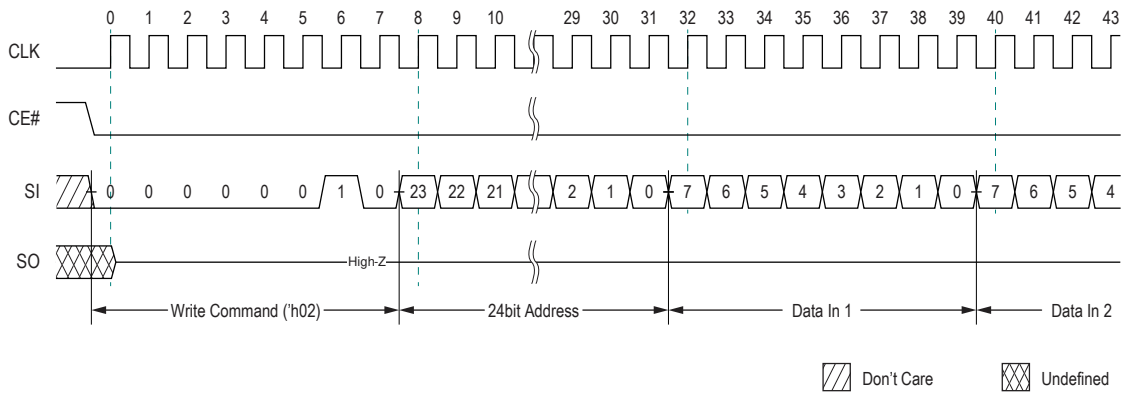 0 1 2 3 4 5 6 7 8 9 10 29 30 31 32 33 34 35 36 37 38 39 40 41 42 43
CLK
CE#
SI 0 0 0 0 0 0 1 0 23 22 21 2 1 0 7 6 5 4 3 2 1 0 7 6 5 4
SO High-Z
Write Command ('h02) 24bit Address Data In 1 Data In 2
Don't Care Undefined